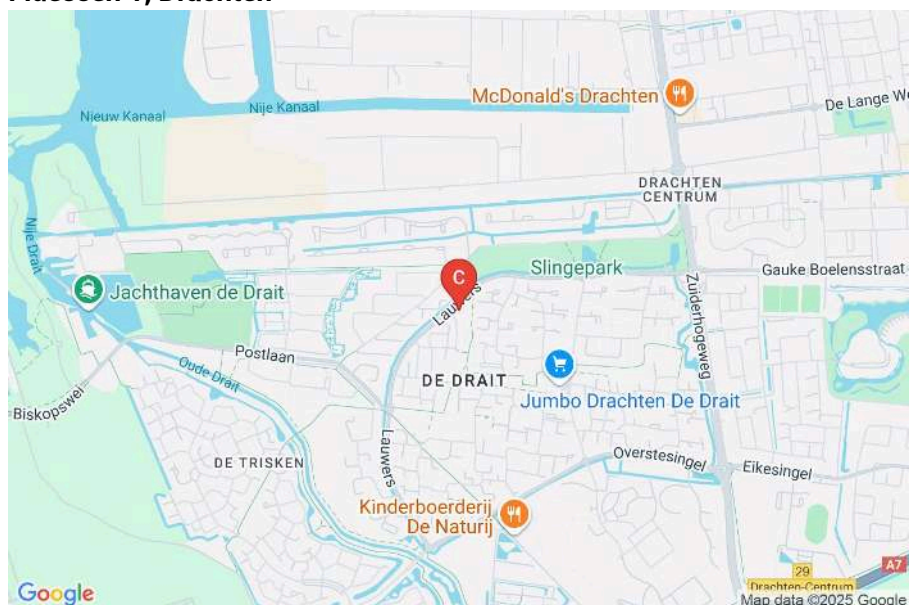 McDonald's Drachten
De Lange We
Nije Kanaal
Nieuw Kanaal
DRACHTEN
CENTRUM
Nije Drait
Slingepark
Gauke Boelensstraat
C
Jachthaven de Drait
Lauwers
Zuiderhogeweg
Postlaan
Oude Drait
DE DRAIT
Jumbo Drachten De Drait
Biskopswei
Lauwers
DE TRISKEN
Overstesingel
Eikesingel
Kinderboerderij
De Naturij
A7
29
Drachten-Centrum
Google
Map data ©2025 Google